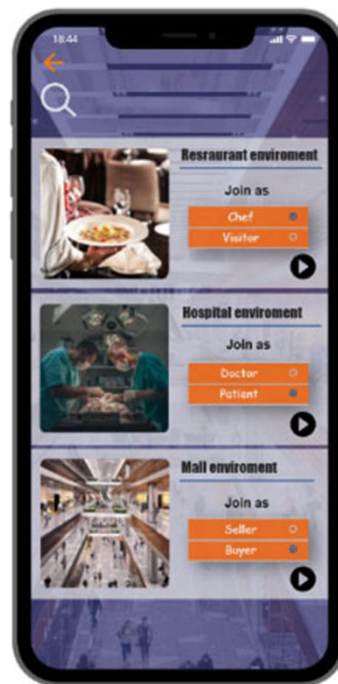 18:44
Resraurant enviroment
Join as
Chef
Visitor
Hospital enviroment
Join as
Doctor
Patient
Mall enviroment
Join as
Seller
Buyer